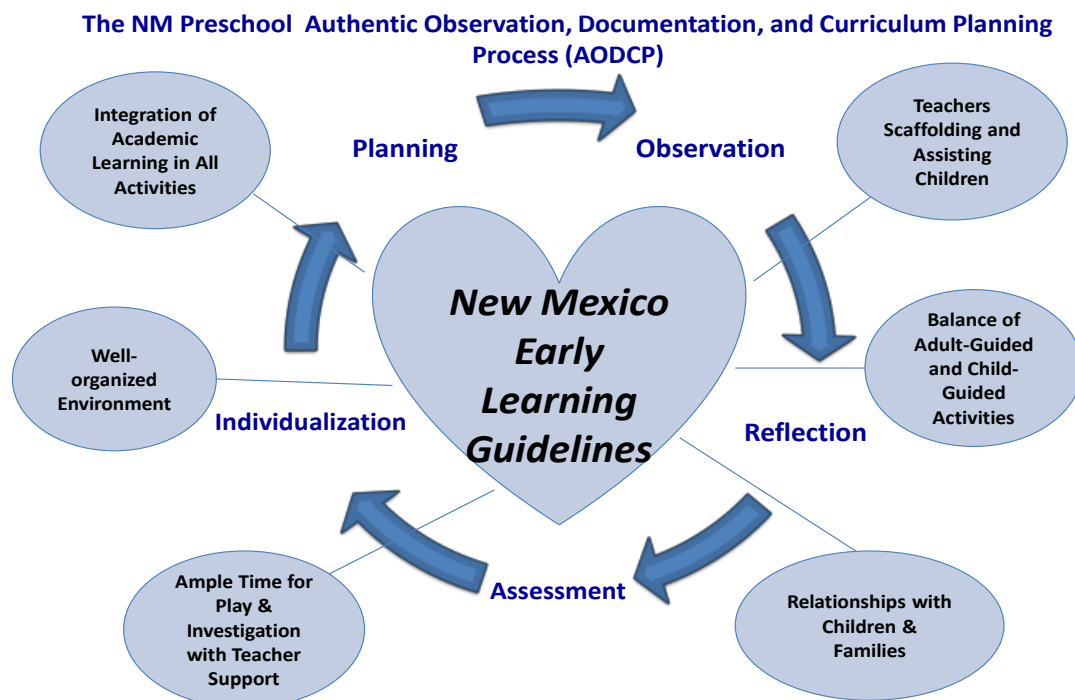 The NM Preschool Authentic Observation, Documentation, and Curriculum Planning
Process (AODCP)
Integration of
Academic
Learning in All
Activities
Planning
Observation
Teachers
Scaffolding and
Assisting
Children
New Mexico
Early
Learning
Guidelines
Well-
organized
Environment
Balance of
Adult-Guided
and Child-
Guided
Activities
Individualization
Reflection
Ample Time for
Play &
Investigation
with Teacher
Support
Assessment
Relationships with
Children &
Families